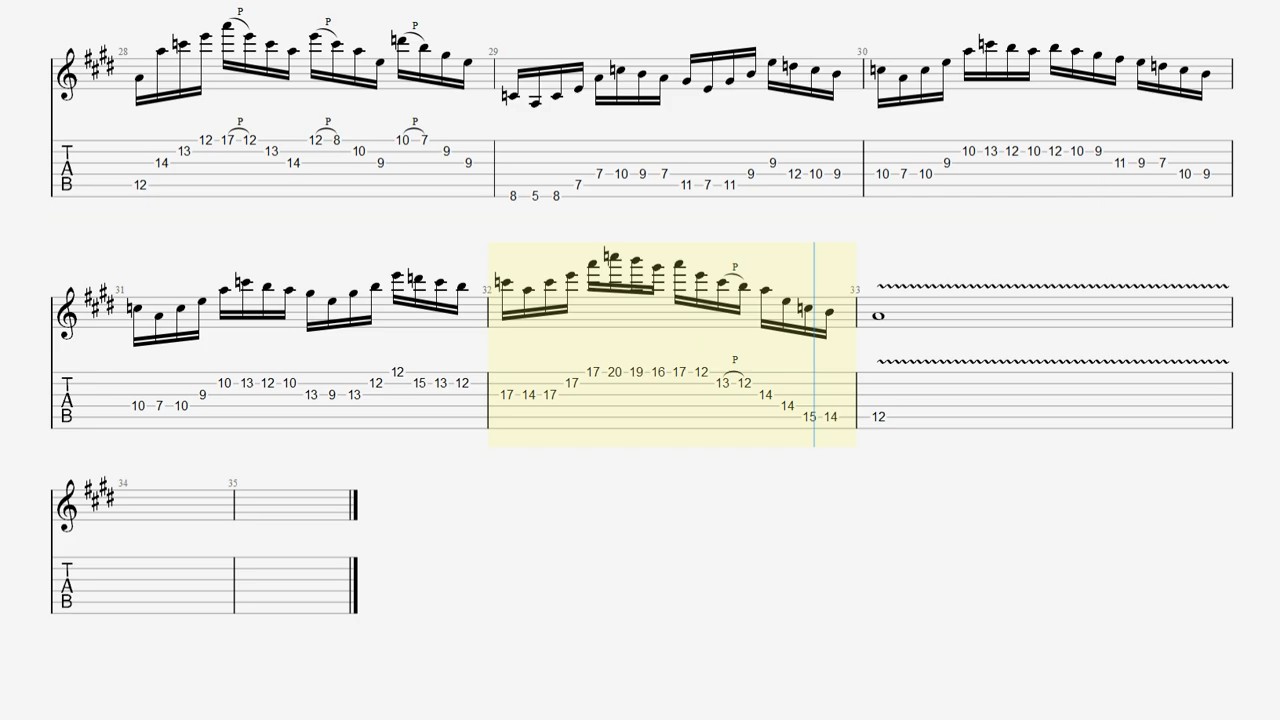 P P P
28 29 30
P P P
12 17 12 12 8 10 7
T 13 13 10 9 10 13 12 10 12 10 9
14 14 9 9 9 9 11 9 7
A 7 10 9 7 9 12 10 9 10 7 10 10 9
B 12 7 11 7 11
8 5 8
P
31 32 33
P
12 17 20 19 16 17 12
T 10 13 12 10 12 15 13 12 17 13 12
9 13 9 13 17 14 17 14
A 10 7 10 14
B 15 14 12
34 35
T
A
B